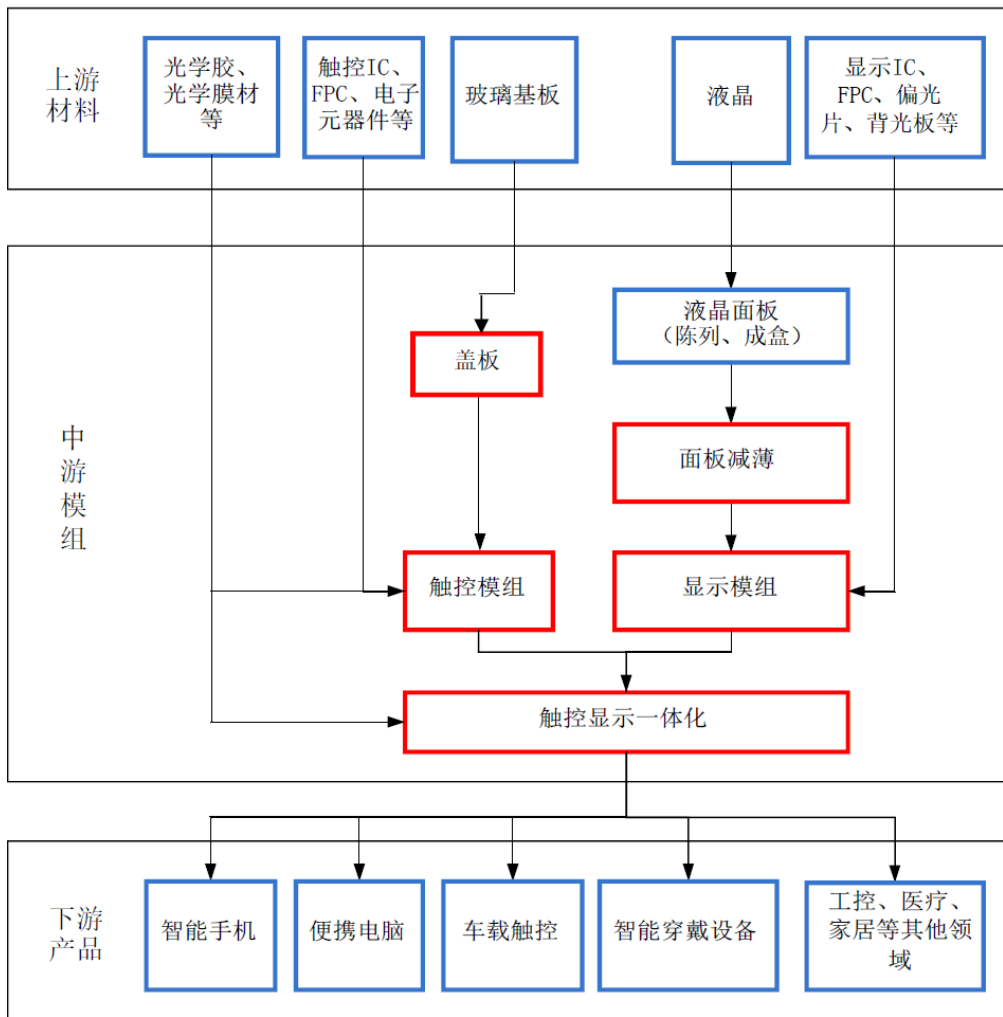 上游
材料
光学胶、
光学膜材
等
触控IC、
FPC、电子
元器件等
玻璃基板
液晶
显示IC、
FPC、偏光
片、背光板等
中
游
模
组
液晶面板
（陈列、成盒）
盖板
面板减薄
触控模组
显示模组
触控显示一体化
下游
产品
智能手机
便携电脑
车载触控
智能穿戴设备
工控、医疗、
家居等其他领
域